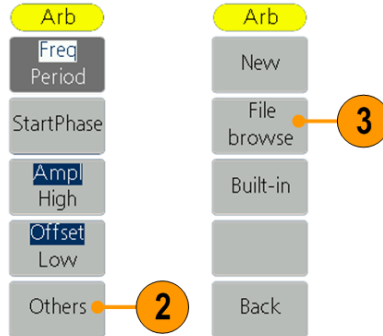 Arb
Freq
Period
StartPhase
Ampl
High
Offset
Low
Others
2
Arb
New
File
browse
3
Built-in
Back